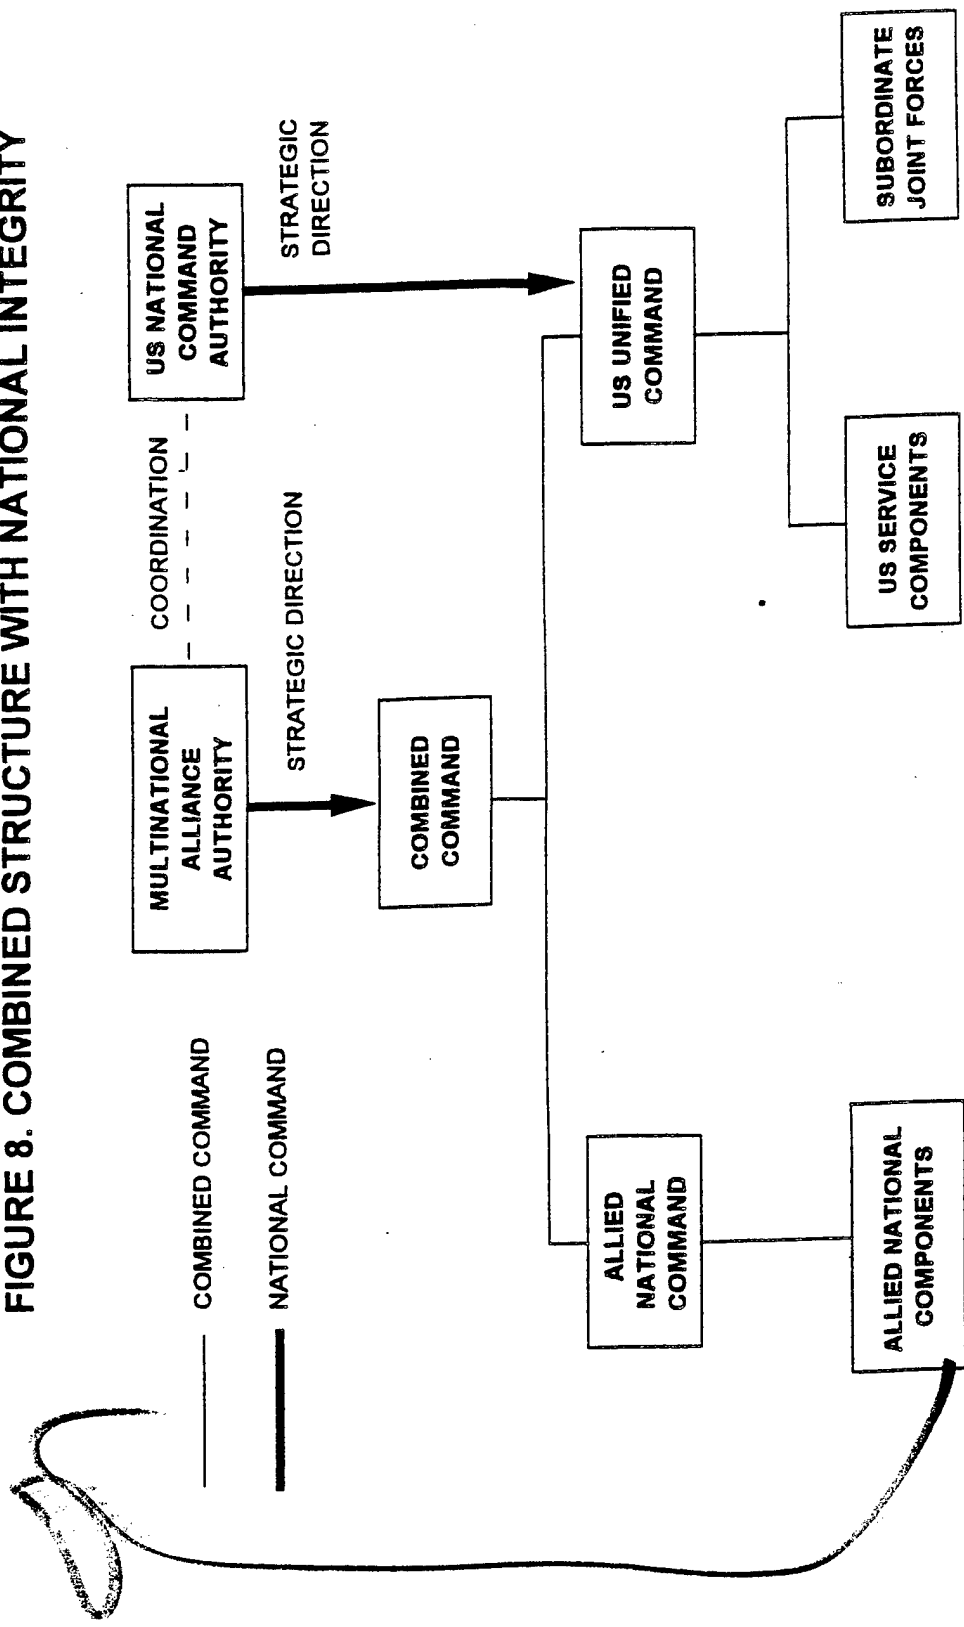 FIGURE 8. COMBINED STRUCTURE WITH NATIONAL INTEGRITY
COMBINED COMMAND
NATIONAL COMMAND
MULTINATIONAL
ALLIANCE
AUTHORITY
COORDINATION
US NATIONAL
COMMAND
AUTHORITY
STRATEGIC DIRECTION
STRATEGIC
DIRECTION
COMBINED
COMMAND
ALLIED
NATIONAL
COMMAND
US UNIFIED
COMMAND
ALLIED NATIONAL
COMPONENTS
US SERVICE
COMPONENTS
SUBORDINATE
JOINT FORCES